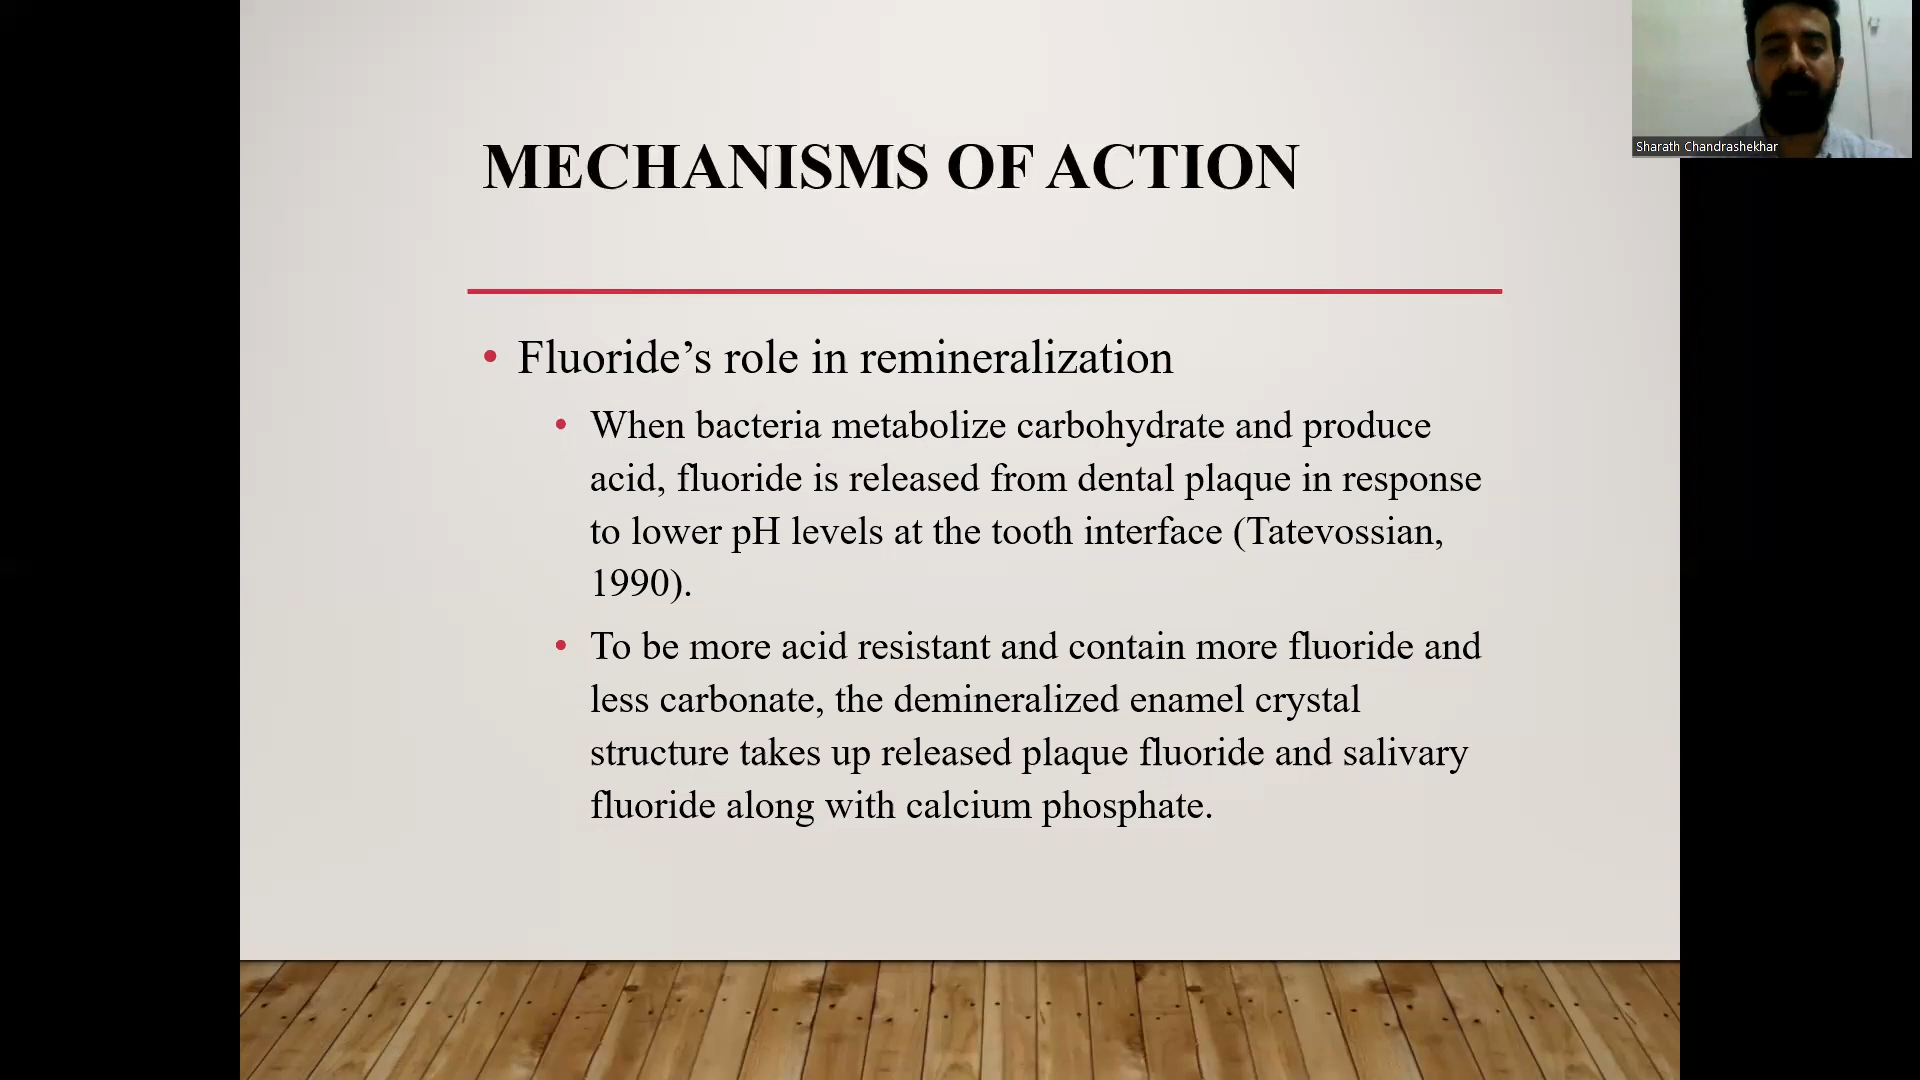 MECHANISMS OF ACTION
Sharath Chandrashekhar
• Fluoride’s role in remineralization
• When bacteria metabolize carbohydrate and produce
acid, fluoride is released from dental plaque in response
to lower pH levels at the tooth interface (Tatevossian,
1990).
• To be more acid resistant and contain more fluoride and
less carbonate, the demineralized enamel crystal
structure takes up released plaque fluoride and salivary
fluoride along with calcium phosphate.